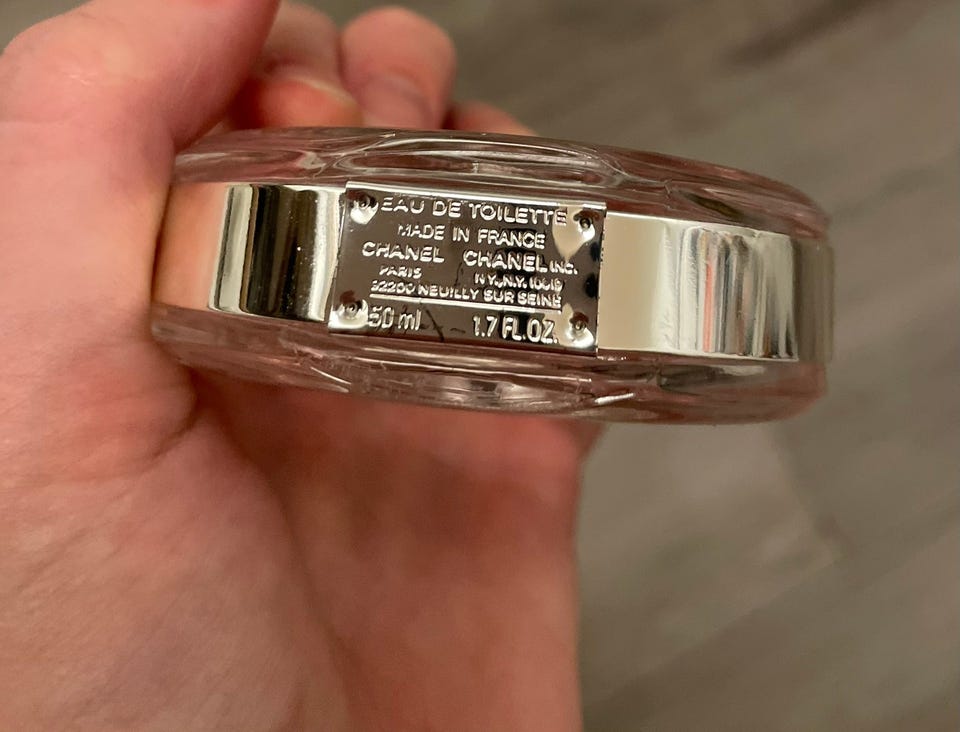 EAU DE TOILETTE
MADE IN FRANCE
CHANEL CHANEL INC.
PARIS N.Y., N.Y. 10019
92200 NEUILLY SUR SEINE
50 ml 1.7 FL.OZ.